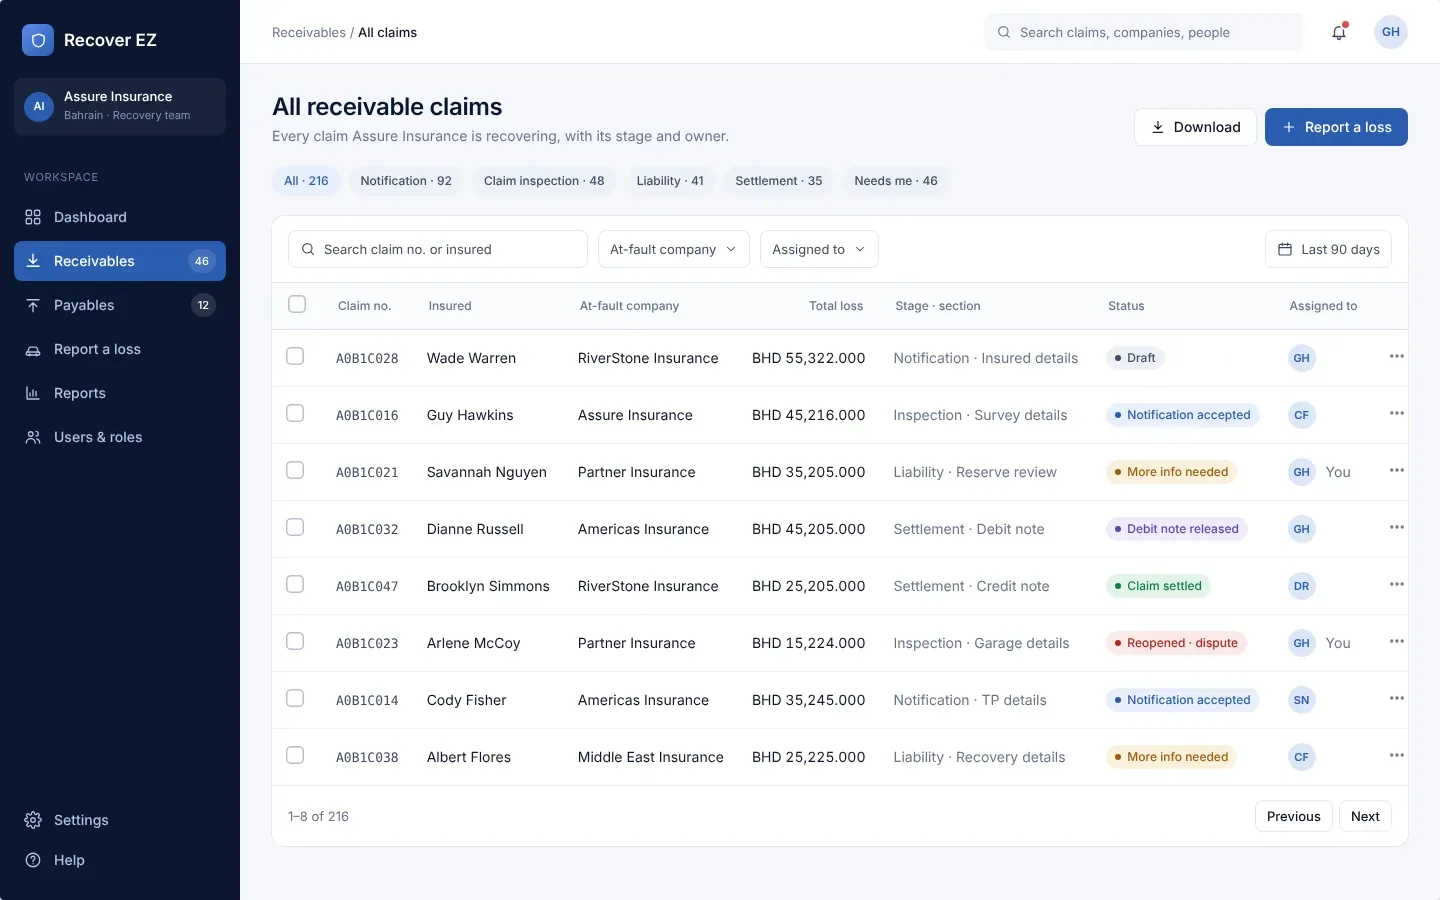 Recover EZ
AI
Assure Insurance
Bahrain · Recovery team
WORKSPACE
Dashboard
Receivables 46
Payables 12
Report a loss
Reports
Users & roles
Settings
Help
Receivables / All claims
Search claims, companies, people
GH
All receivable claims
Every claim Assure Insurance is recovering, with its stage and owner.
Download
+ Report a loss
All · 216 Notification · 92 Claim inspection · 48 Liability · 41 Settlement · 35 Needs me · 46
Search claim no. or insured At-fault company Assigned to Last 90 days
Claim no. Insured At-fault company Total loss Stage · section Status Assigned to
A0B1C028 Wade Warren RiverStone Insurance BHD 55,322.000 Notification · Insured details Draft GH
A0B1C016 Guy Hawkins Assure Insurance BHD 45,216.000 Inspection · Survey details Notification accepted CF
A0B1C021 Savannah Nguyen Partner Insurance BHD 35,205.000 Liability · Reserve review More info needed GH You
A0B1C032 Dianne Russell Americas Insurance BHD 45,205.000 Settlement · Debit note Debit note released GH
A0B1C047 Brooklyn Simmons RiverStone Insurance BHD 25,205.000 Settlement · Credit note Claim settled DR
A0B1C023 Arlene McCoy Partner Insurance BHD 15,224.000 Inspection · Garage details Reopened · dispute GH You
A0B1C014 Cody Fisher Americas Insurance BHD 35,245.000 Notification · TP details Notification accepted SN
A0B1C038 Albert Flores Middle East Insurance BHD 25,225.000 Liability · Recovery details More info needed CF
1–8 of 216 Previous Next